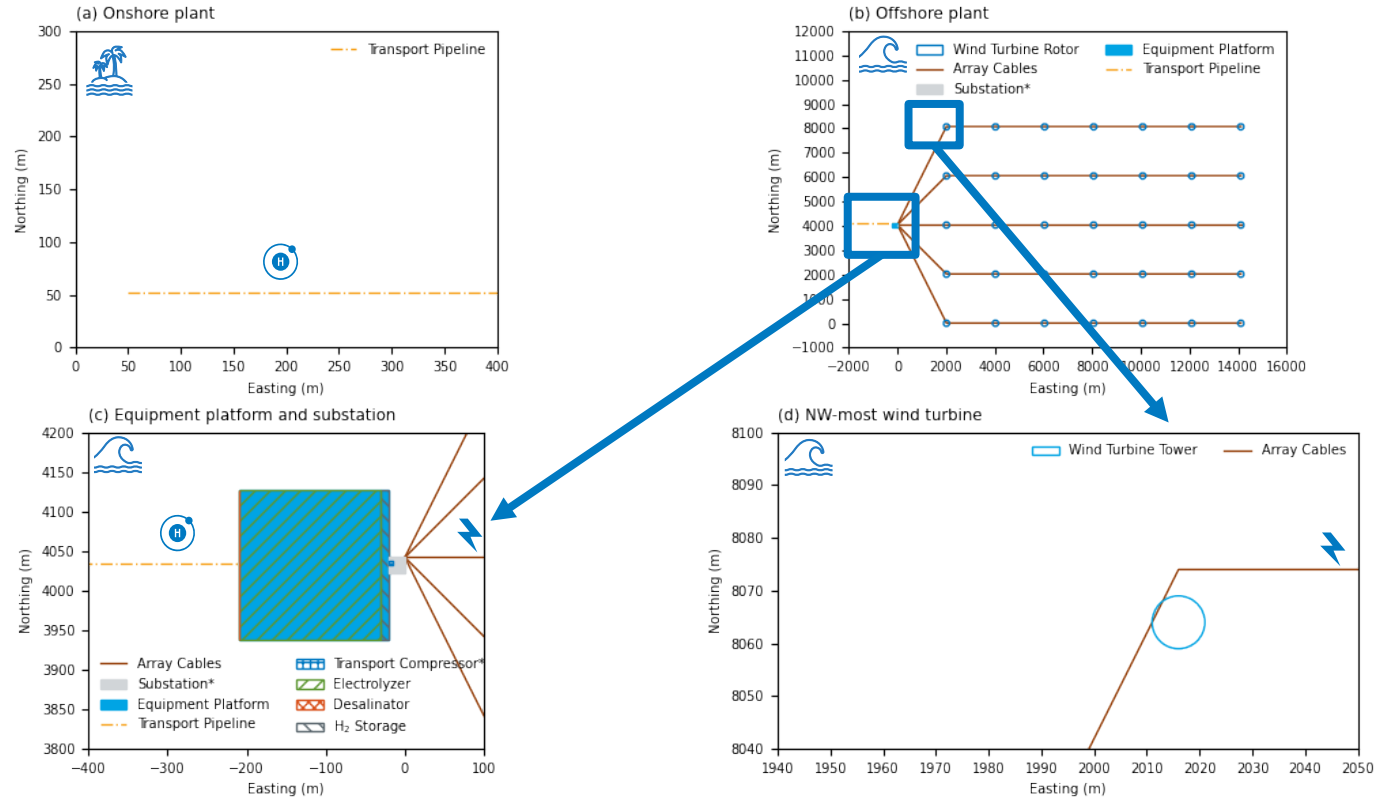 (a) Onshore plant
300
250
200
150
100
50
0
Northing (m)
Transport Pipeline
H
0 50 100 150 200 250 300 350 400
Easting (m)
(b) Offshore plant
12000
11000
10000
9000
8000
7000
6000
5000
4000
3000
2000
1000
0
−1000
Northing (m)
Wind Turbine Rotor
Array Cables
Substation*
Equipment Platform
Transport Pipeline
−2000 0 2000 4000 6000 8000 10000 12000 14000 16000
Easting (m)
(c) Equipment platform and substation
4200
4150
4100
4050
4000
3950
3900
3850
3800
Northing (m)
H
Array Cables
Substation*
Equipment Platform
Transport Pipeline
Transport Compressor*
Electrolyzer
Desalinator
H₂ Storage
−400 −300 −200 −100 0 100
Easting (m)
(d) NW-most wind turbine
8100
8090
8080
8070
8060
8050
8040
Northing (m)
Wind Turbine Tower
Array Cables
1940 1950 1960 1970 1980 1990 2000 2010 2020 2030 2040 2050
Easting (m)